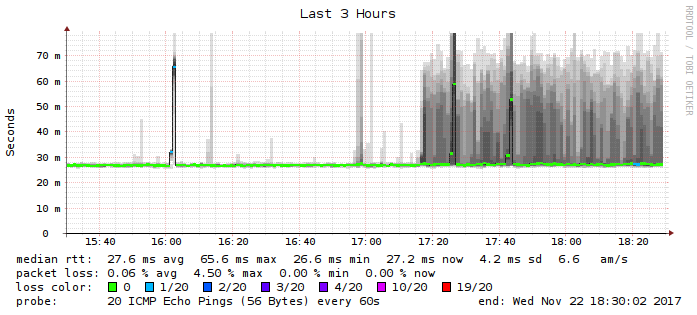 Last 3 Hours
RRDTOOL / TOBI OETIKER
Seconds
70 m
60 m
50 m
40 m
30 m
20 m
10 m
0
15:40 16:00 16:20 16:40 17:00 17:20 17:40 18:00 18:20
median rtt: 27.6 ms avg 65.6 ms max 26.6 ms min 27.2 ms now 4.2 ms sd 6.6 am/s
packet loss: 0.06 % avg 4.50 % max 0.00 % min 0.00 % now
loss color: 0 1/20 2/20 3/20 4/20 10/20 19/20
probe: 20 ICMP Echo Pings (56 Bytes) every 60s end: Wed Nov 22 18:30:02 2017